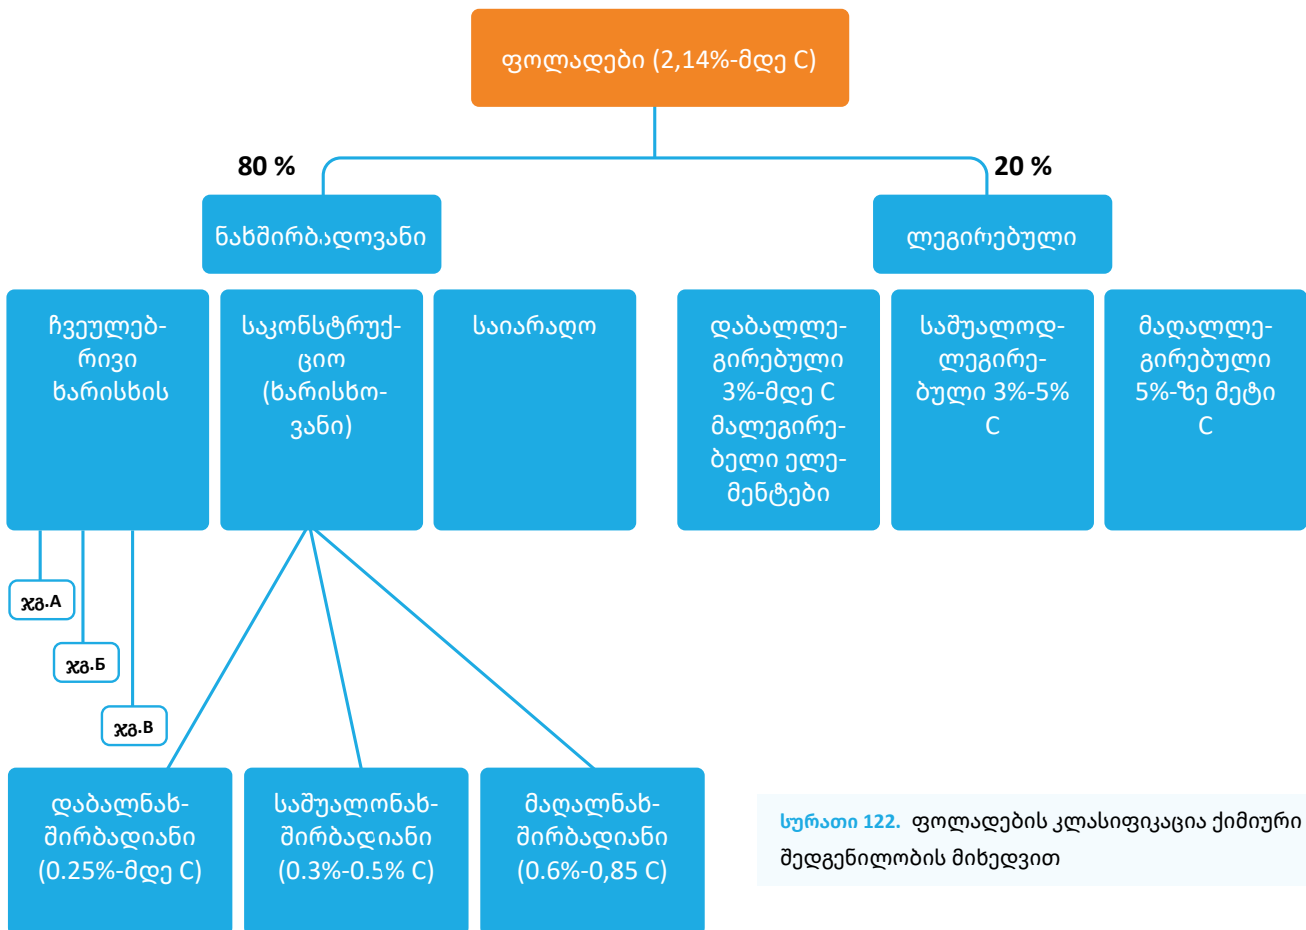 ფოლადები (2,14%-მდე C)
80 %
20 %
ნახშირბადოვანი
ლეგირებული
ჩვეულებ-
რივი
ხარისხის
საკონსტრუქ-
ციო
(ხარისხო-
ვანი)
საიარაღო
დაბალლე-
გირებული
3%-მდე C
მალეგირე-
ბელი ელე-
მენტები
საშუალოდ-
ლეგირე-
ბული 3%-5%
C
მაღალლე-
გირებული
5%-ზე მეტი
C
ჯგ.А
ჯგ.Б
ჯგ.В
დაბალნახ-
შირბადიანი
(0.25%-მდე C)
საშუალონახ-
შირბადიანი
(0.3%-0.5% C)
მაღალნახ-
შირბადიანი
(0.6%-0,85 C)
სურათი 122. ფოლადების კლასიფიკაცია ქიმიური
შედგენილობის მიხედვით